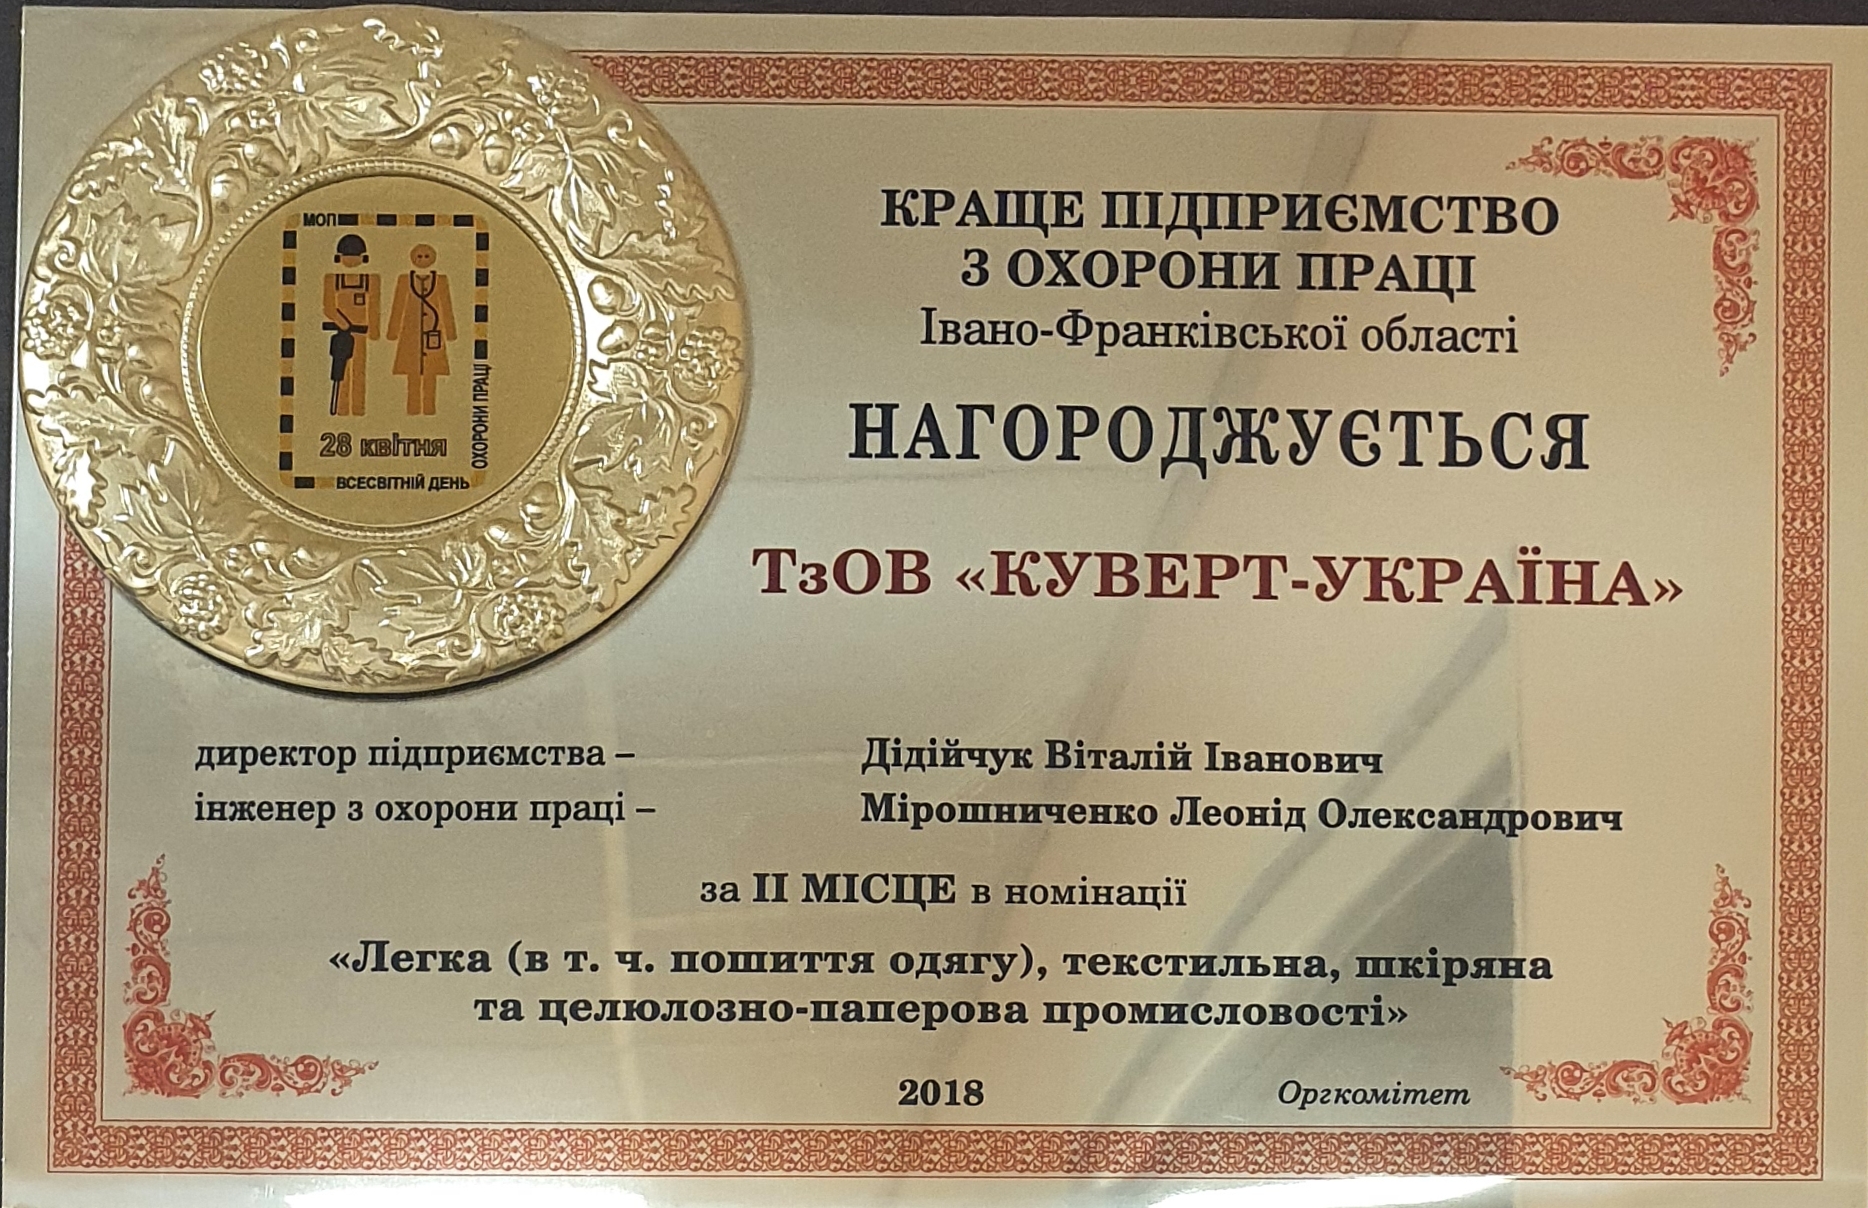 МОП
28 квітня
ОХОРОНИ ПРАЦІ
ВСЕСВІТНІЙ ДЕНЬ
КРАЩЕ ПІДПРИЄМСТВО
З ОХОРОНИ ПРАЦІ
Івано-Франківської області
НАГОРОДЖУЄТЬСЯ
ТзОВ «КУВЕРТ-УКРАЇНА»
директор підприємства – Дідійчук Віталій Іванович
інженер з охорони праці – Мірошниченко Леонід Олександрович
за ІІ МІСЦЕ в номінації
«Легка (в т. ч. пошиття одягу), текстильна, шкіряна
та целюлозно-паперова промисловості»
2018 Оргкомітет